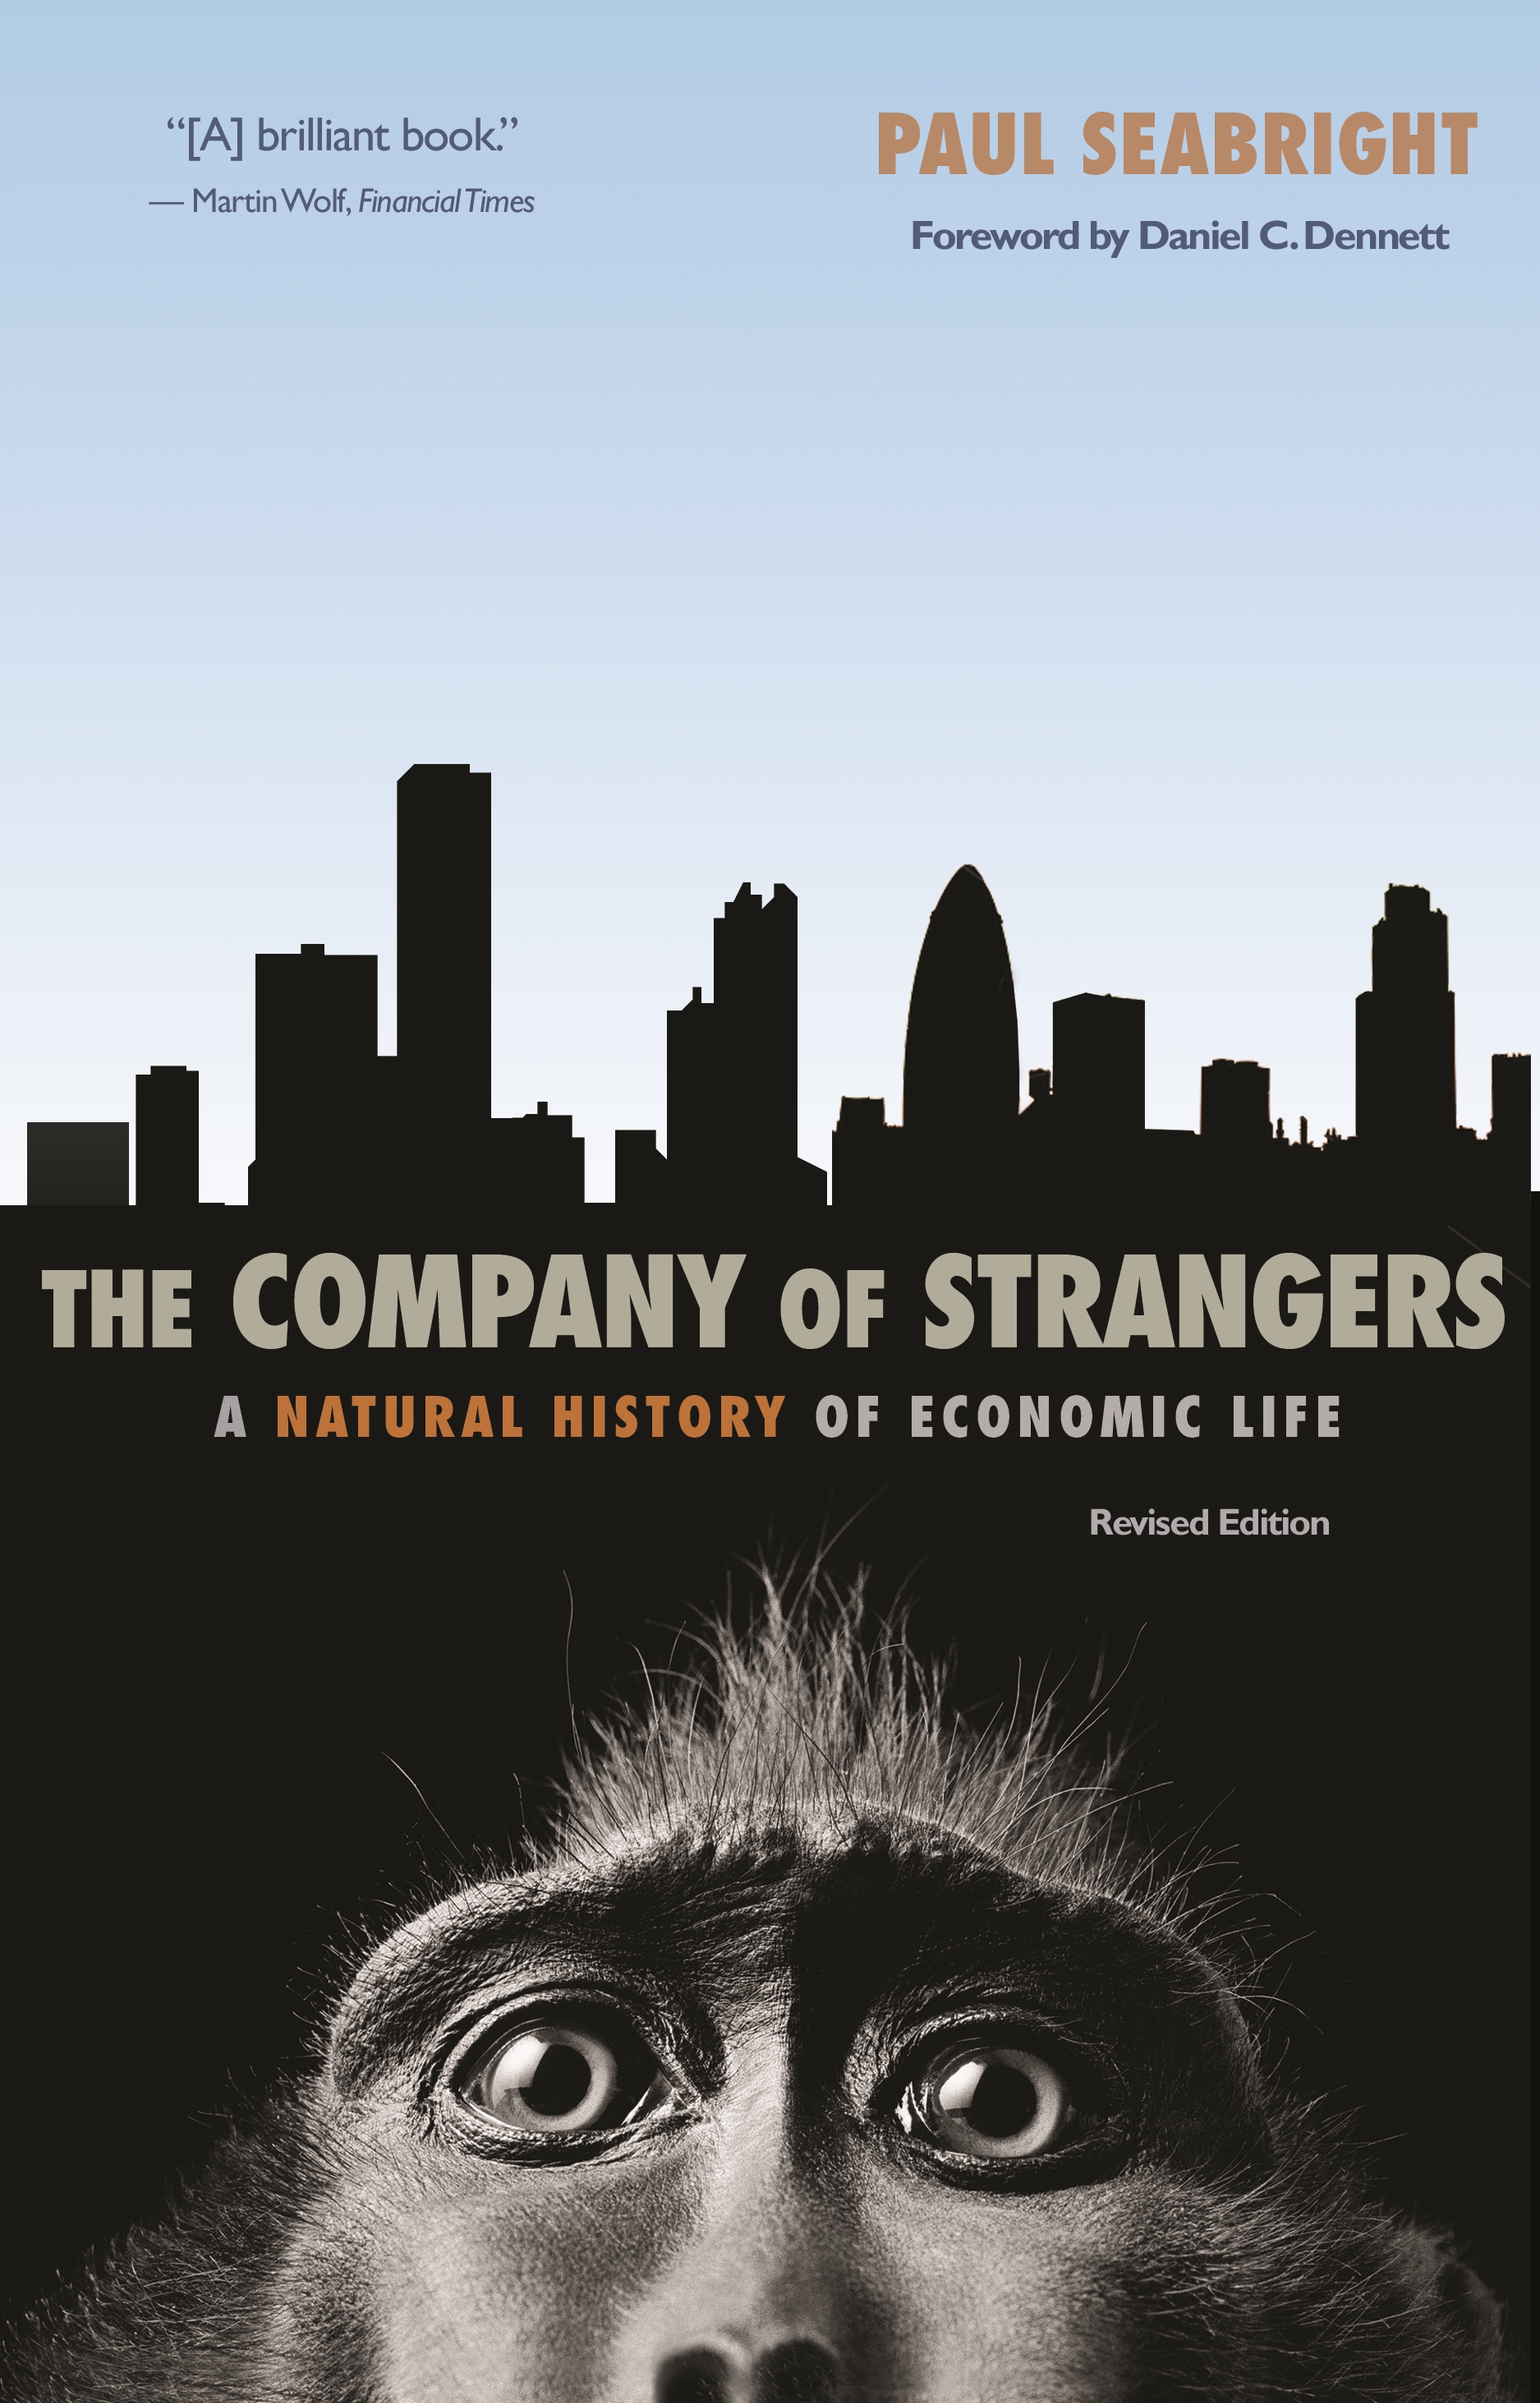 “[A] brilliant book.”
— Martin Wolf, Financial Times
PAUL SEABRIGHT
Foreword by Daniel C. Dennett
THE COMPANY OF STRANGERS
A NATURAL HISTORY OF ECONOMIC LIFE
Revised Edition